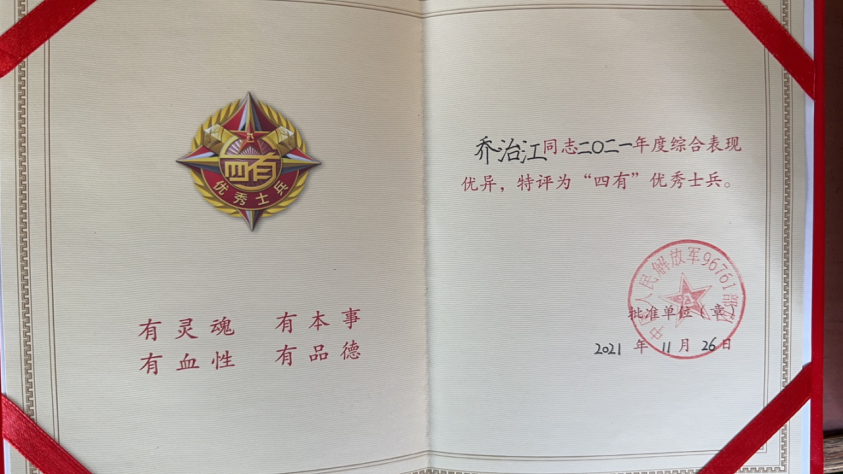 四有
优秀士兵
有灵魂 有本事
有血性 有品德
乔治江同志二〇二一年度综合表现
优异，特评为“四有”优秀士兵。
中国人民解放军96761部队
批准单位（章）
2021 年 11 月 26 日